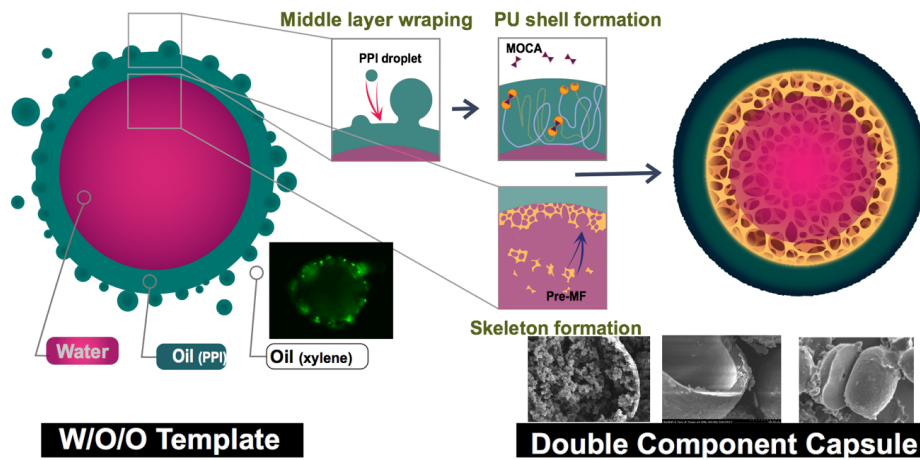 Middle layer wraping
PU shell formation
PPI droplet
MOCA
Pre-MF
Skeleton formation
Water
Oil (PPI)
Oil (xylene)
W/O/O Template
Double Component Capsule